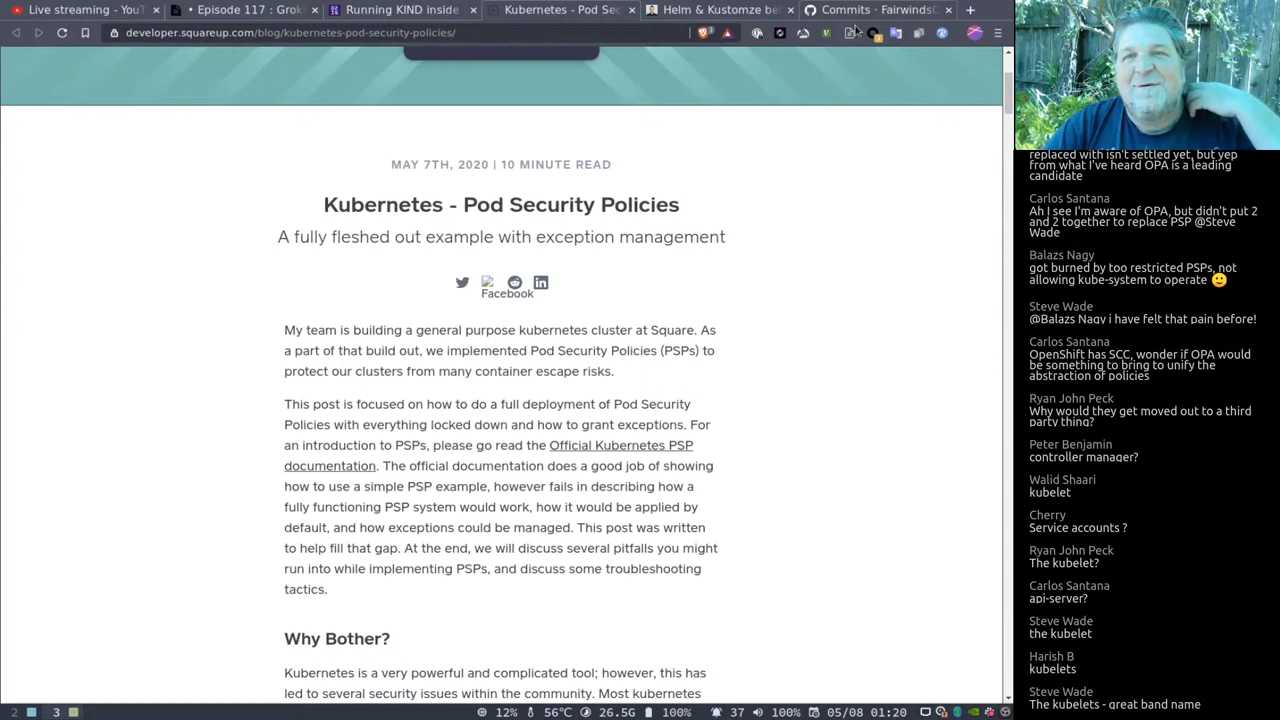 Live streaming - YouT
• Episode 117 : Grok
Running KIND inside
Kubernetes - Pod Sec
Helm & Kustomze be
Commits · FairwindsC
developer.squareup.com/blog/kubernetes-pod-security-policies/
MAY 7TH, 2020 | 10 MINUTE READ
Kubernetes - Pod Security Policies
A fully fleshed out example with exception management
Facebook
My team is building a general purpose kubernetes cluster at Square. As
a part of that build out, we implemented Pod Security Policies (PSPs) to
protect our clusters from many container escape risks.
This post is focused on how to do a full deployment of Pod Security
Policies with everything locked down and how to grant exceptions. For
an introduction to PSPs, please go read the Official Kubernetes PSP
documentation. The official documentation does a good job of showing
how to use a simple PSP example, however fails in describing how a
fully functioning PSP system would work, how it would be applied by
default, and how exceptions could be managed. This post was written
to help fill that gap. At the end, we will discuss several pitfalls you might
run into while implementing PSPs, and discuss some troubleshooting
tactics.
Why Bother?
Kubernetes is a very powerful and complicated tool; however, this has
led to several security issues within the community. Most kubernetes
replaced with isn't settled yet, but yep
from what I've heard OPA is a leading
candidate
Carlos Santana
Ah I see I'm aware of OPA, but didn't put 2
and 2 together to replace PSP @Steve
Wade
Balazs Nagy
got burned by too restricted PSPs, not
allowing kube-system to operate 🙂
Steve Wade
@Balazs Nagy i have felt that pain before!
Carlos Santana
OpenShift has SCC, wonder if OPA would
be something to bring to unify the
abstraction of policies
Ryan John Peck
Why would they get moved out to a third
party thing?
Peter Benjamin
controller manager?
Walid Shaari
kubelet
Cherry
Service accounts ?
Ryan John Peck
The kubelet?
Carlos Santana
api-server?
Steve Wade
the kubelet
Harish B
kubelets
Steve Wade
The kubelets - great band name
2 3 12% 56°C 26.5G 100% 37 100% 05/08 01:20